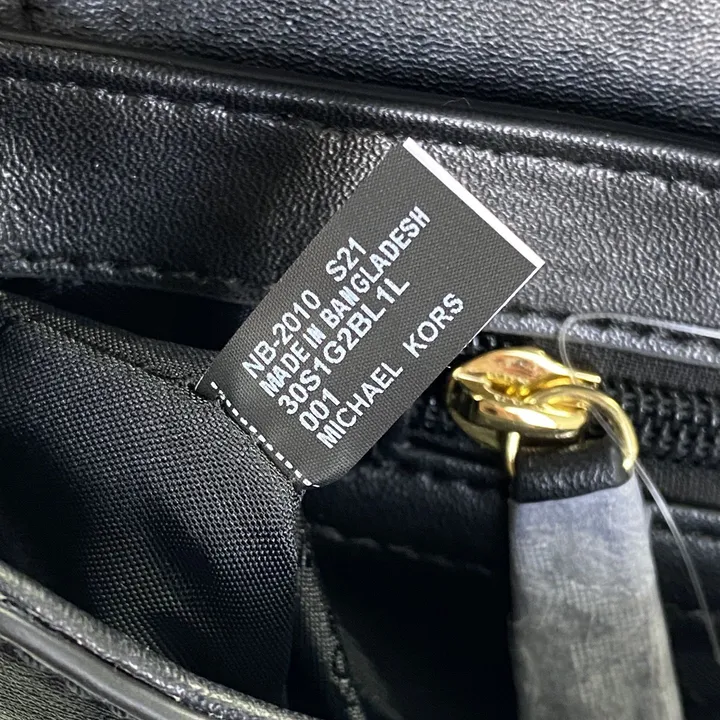 NB-2010 S21
MADE IN BANGLADESH
30S1G2BL1L
001
MICHAEL KORS